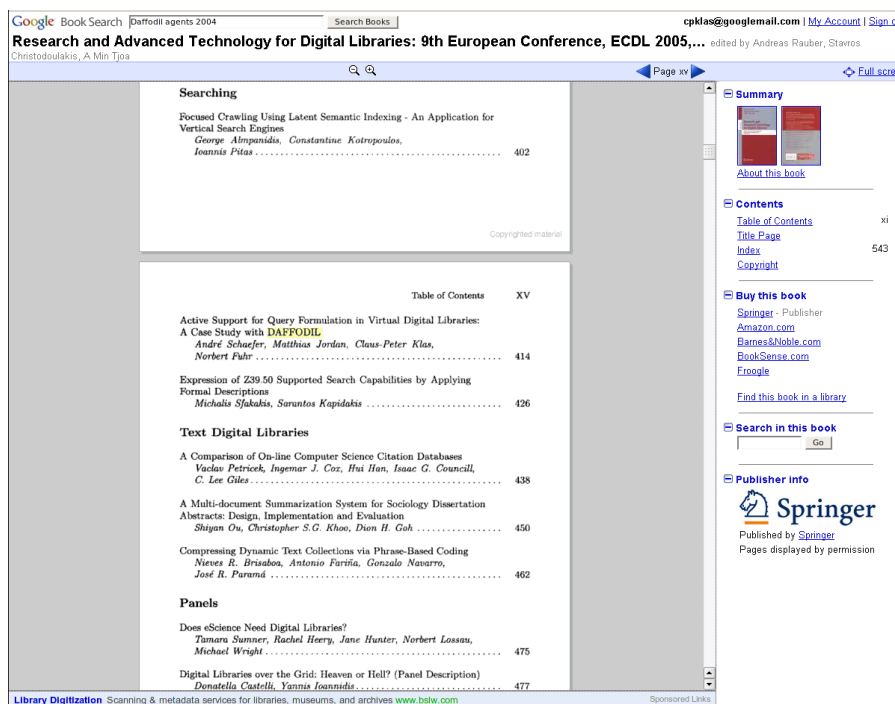 Google Book Search Daffodil agents 2004 Search Books cpklas@googlemail.com | My Account | Sign
Research and Advanced Technology for Digital Libraries: 9th European Conference, ECDL 2005,... edited by Andreas Rauber, Stavros
Christodoulakis, A Min Tjoa
Page xv Full scre
Searching
Focused Crawling Using Latent Semantic Indexing - An Application for
Vertical Search Engines
George Almpanidis, Constantine Kotropoulos,
Ioannis Pitas ........ 402
Copyrighted material
Table of Contents XV
Active Support for Query Formulation in Virtual Digital Libraries:
A Case Study with DAFFODIL
André Schaefer, Matthias Jordan, Claus-Peter Klas,
Norbert Fuhr ........ 414
Expression of Z39.50 Supported Search Capabilities by Applying
Formal Descriptions
Michalis Sfakakis, Sarantos Kapidakis ........ 426
Text Digital Libraries
A Comparison of On-line Computer Science Citation Databases
Vaclav Petricek, Ingemar J. Cox, Hui Han, Isaac G. Councill,
C. Lee Giles ........ 438
A Multi-document Summarization System for Sociology Dissertation
Abstracts: Design, Implementation and Evaluation
Shiyan Ou, Christopher S.G. Khoo, Dion H. Goh ........ 450
Compressing Dynamic Text Collections via Phrase-Based Coding
Nieves R. Brisaboa, Antonio Fariña, Gonzalo Navarro,
José R. Paramá ........ 462
Panels
Does eScience Need Digital Libraries?
Tamara Sumner, Rachel Heery, Jane Hunter, Norbert Lossau,
Michael Wright ........ 475
Digital Libraries over the Grid: Heaven or Hell? (Panel Description)
Donatella Castelli, Yannis Ioannidis ........ 477
Summary
About this book
Contents
Table of Contents xi
Title Page
Index 543
Copyright
Buy this book
Springer - Publisher
Amazon.com
Barnes&Noble.com
BookSense.com
Froogle
Find this book in a library
Search in this book
Go
Publisher info
Springer
Published by Springer
Pages displayed by permission
Library Digitization Scanning & metadata services for libraries, museums, and archives www.bslw.com Sponsored Links